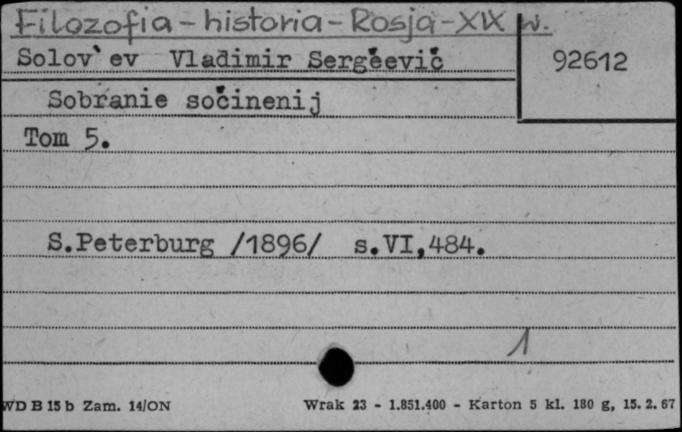 Filozofia - historia - Rosja - XIX w.
Solov'ev Vladimir Sergěevič
92612
Sobranie sočinenij
Tom 5.
S.Peterburg /1896/ s.VI,484.
1
WD B 15 b Zam. 14/ON
Wrak 23 - 1.851.400 - Karton 5 kl. 180 g, 15. 2. 67